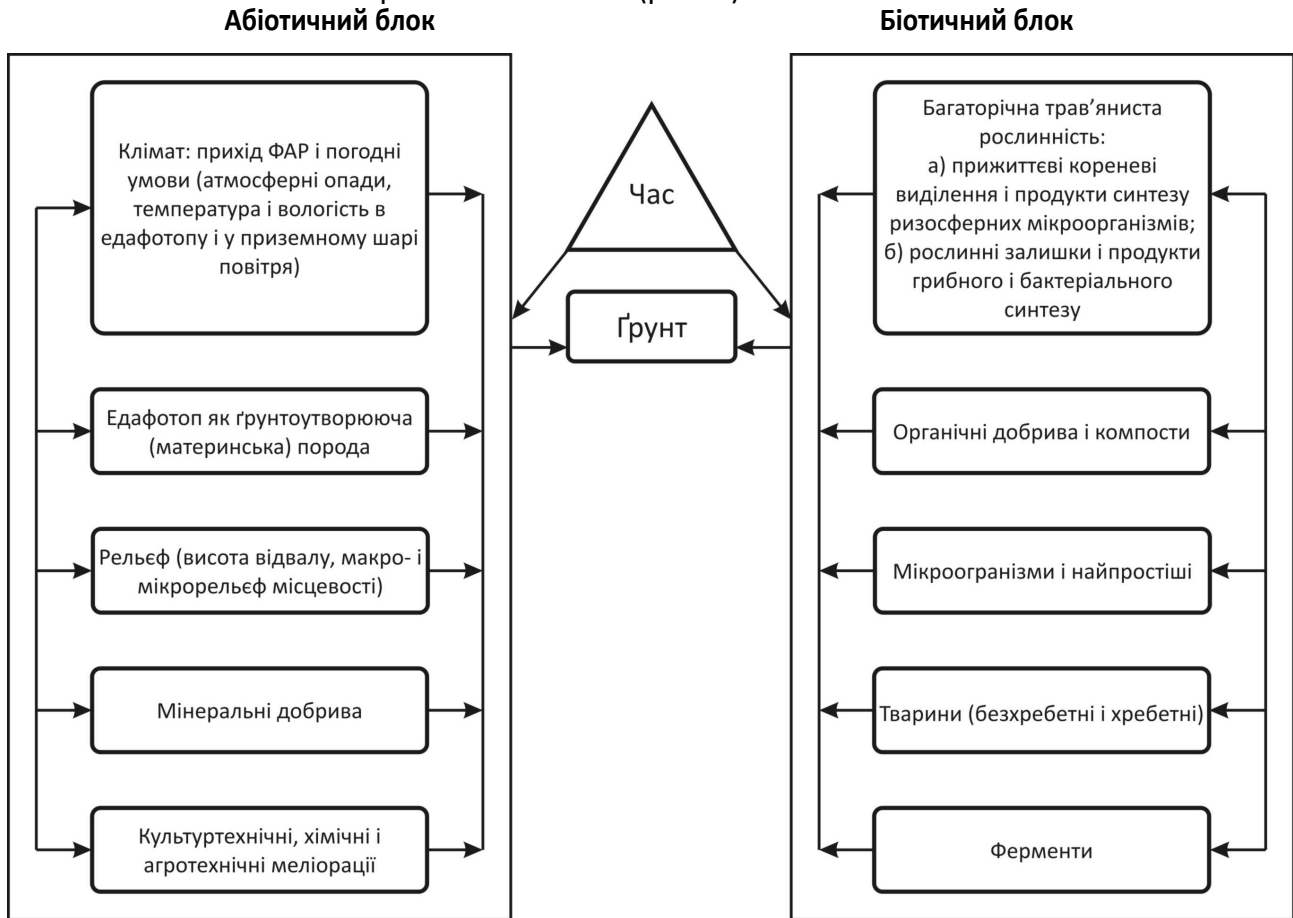 Абіотичний блок
Біотичний блок
Клімат: прихід ФАР і погодні
умови (атмосферні опади,
температура і вологість в
едафотопу і у приземному шарі
повітря)
Едафотоп як ґрунтоутворююча
(материнська) порода
Рельєф (висота відвалу, макро- і
мікрорельєф місцевості)
Мінеральні добрива
Культуртехнічні, хімічні і
агротехнічні меліорації
Час
Ґрунт
Багаторічна трав’яниста
рослинність:
а) прижиттєві кореневі
виділення і продукти синтезу
ризосферних мікроорганізмів;
б) рослинні залишки і продукти
грибного і бактеріального
синтезу
Органічні добрива і компости
Мікроогранізми і найпростіші
Тварини (безхребетні і хребетні)
Ферменти